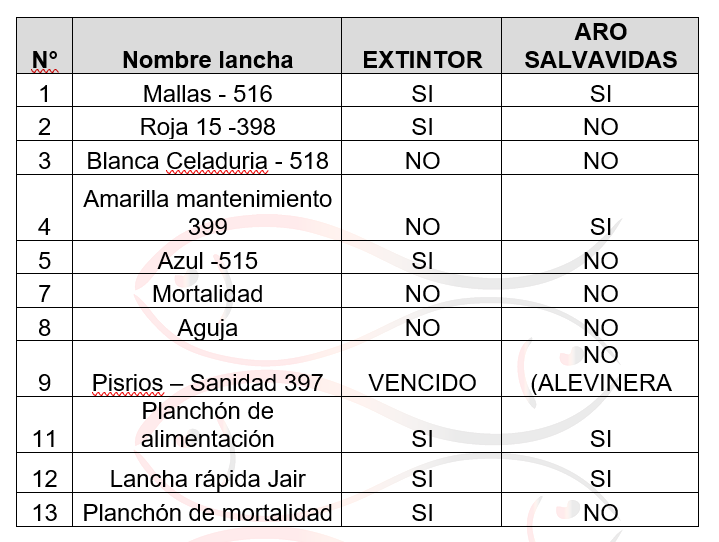 N° Nombre lancha EXTINTOR ARO SALVAVIDAS
1 Mallas - 516 SI SI
2 Roja 15 -398 SI NO
3 Blanca Celaduria - 518 NO NO
4 Amarilla mantenimiento 399 NO SI
5 Azul -515 SI NO
7 Mortalidad NO NO
8 Aguja NO NO
9 Pisrios – Sanidad 397 VENCIDO NO (ALEVINERA
11 Planchón de alimentación SI SI
12 Lancha rápida Jair SI SI
13 Planchón de mortalidad SI NO